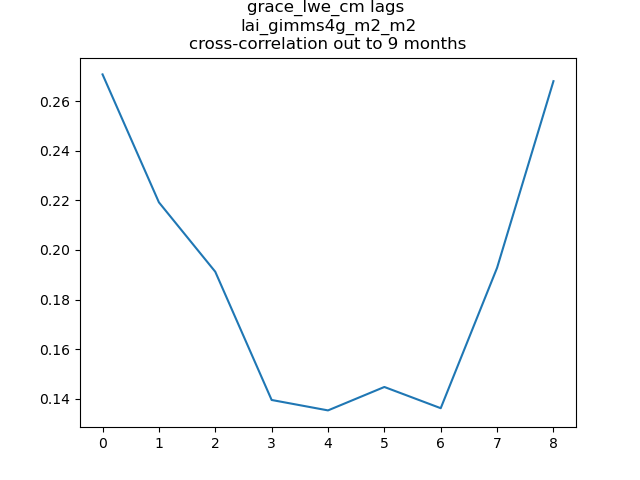 grace_lwe_cm lags
lai_gimms4g_m2_m2
cross-correlation out to 9 months
0.26
0.24
0.22
0.20
0.18
0.16
0.14
0 1 2 3 4 5 6 7 8